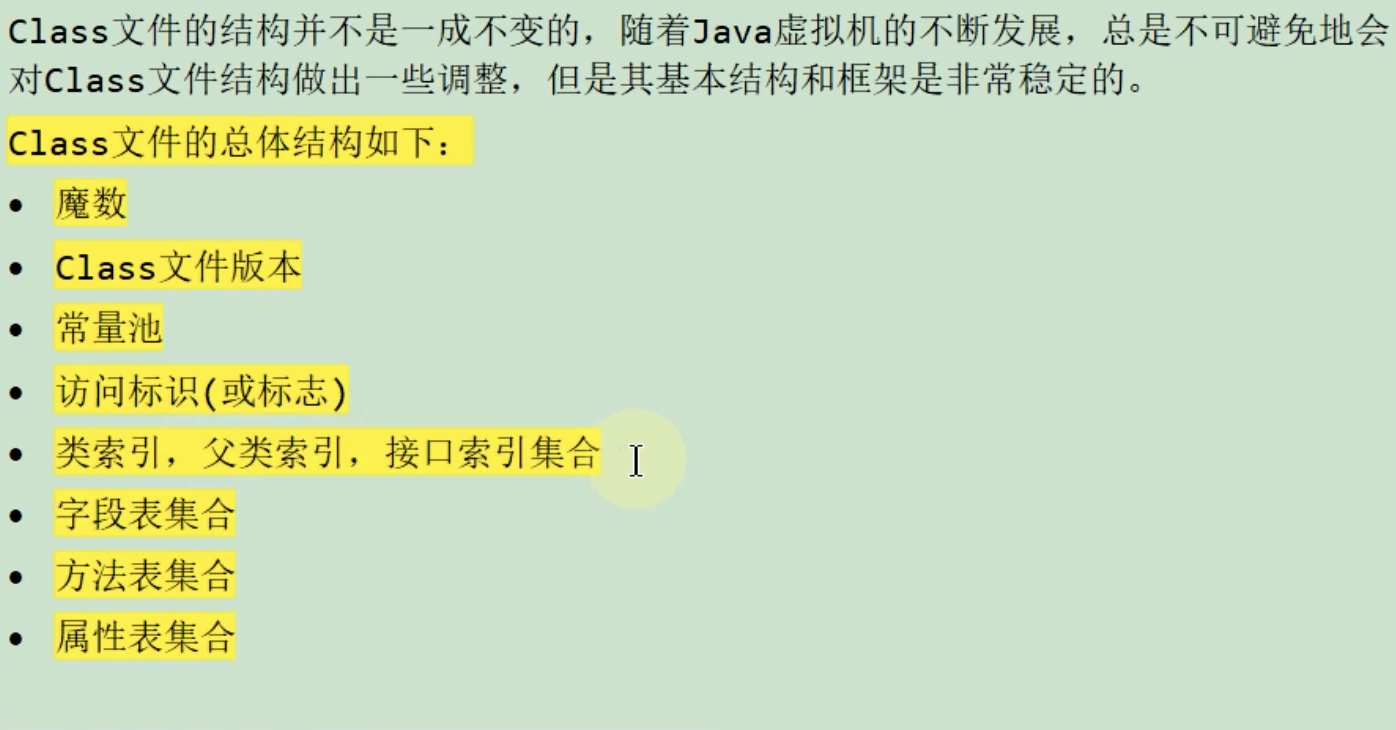 Class文件的结构并不是一成不变的，随着Java虚拟机的不断发展，总是不可避免地会
对Class文件结构做出一些调整，但是其基本结构和框架是非常稳定的。
Class文件的总体结构如下：
• 魔数
• Class文件版本
• 常量池
• 访问标识(或标志)
• 类索引，父类索引，接口索引集合
• 字段表集合
• 方法表集合
• 属性表集合